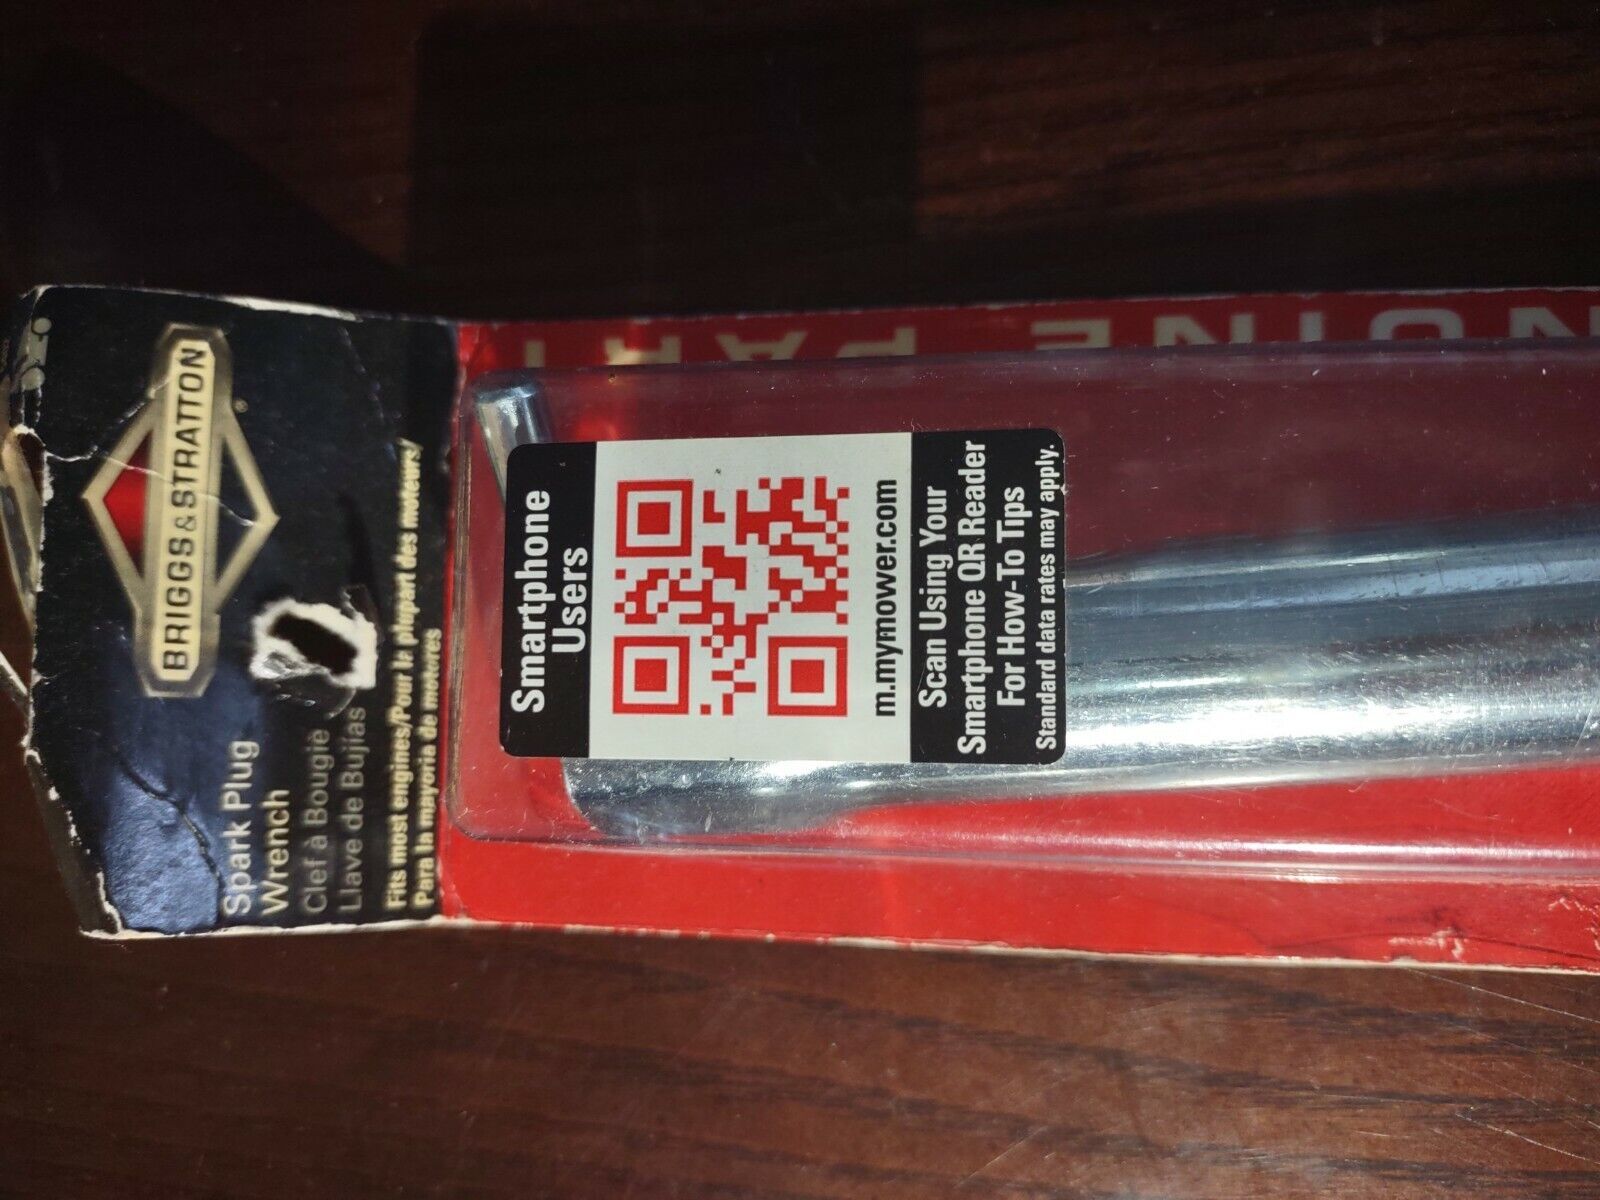 BRIGGS & STRATTON
Spark Plug
Wrench
Clef à Bougie
Llave de Bujías
Fits most engines/Pour la plupart des moteurs/
Para la mayoría de motores
Smartphone
Users
m.mymower.com
Scan Using Your
Smartphone QR Reader
For How-To Tips
Standard data rates may apply.